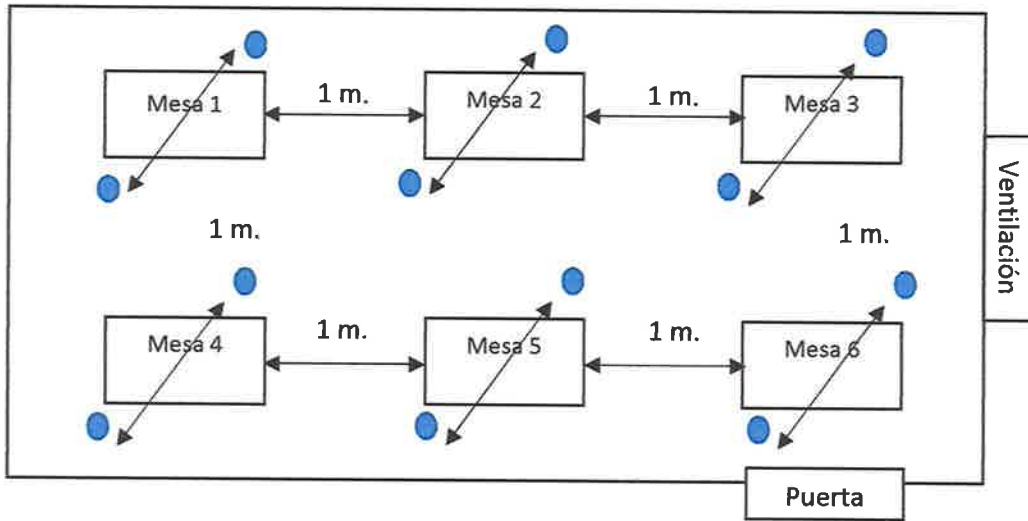 Mesa 1
1 m.
Mesa 2
1 m.
Mesa 3
Ventilación
1 m.
1 m.
Mesa 4
1 m.
Mesa 5
1 m.
Mesa 6
Puerta